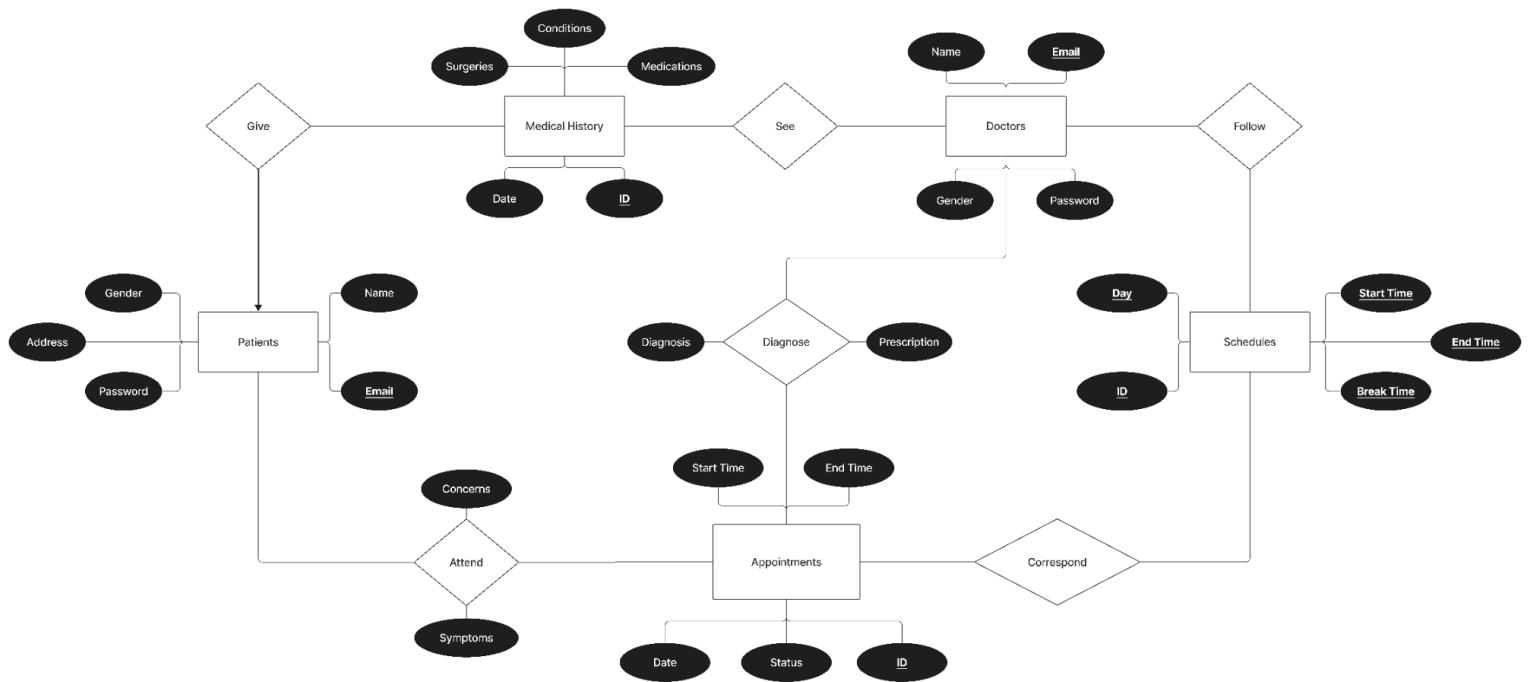 Conditions
Name
Email
Surgeries
Medications
Give
Medical History
See
Doctors
Follow
Date
ID
Gender
Password
Gender
Name
Day
Start Time
Address
Patients
Diagnosis
Diagnose
Prescription
Schedules
End Time
Password
Email
ID
Break Time
Start Time
End Time
Concerns
Attend
Appointments
Correspond
Symptoms
Date
Status
ID